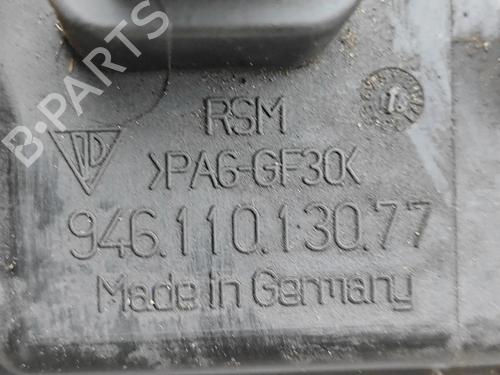 B-PARTS
RSM
>PA6-GF30<
946.110.130.77
Made in Germany